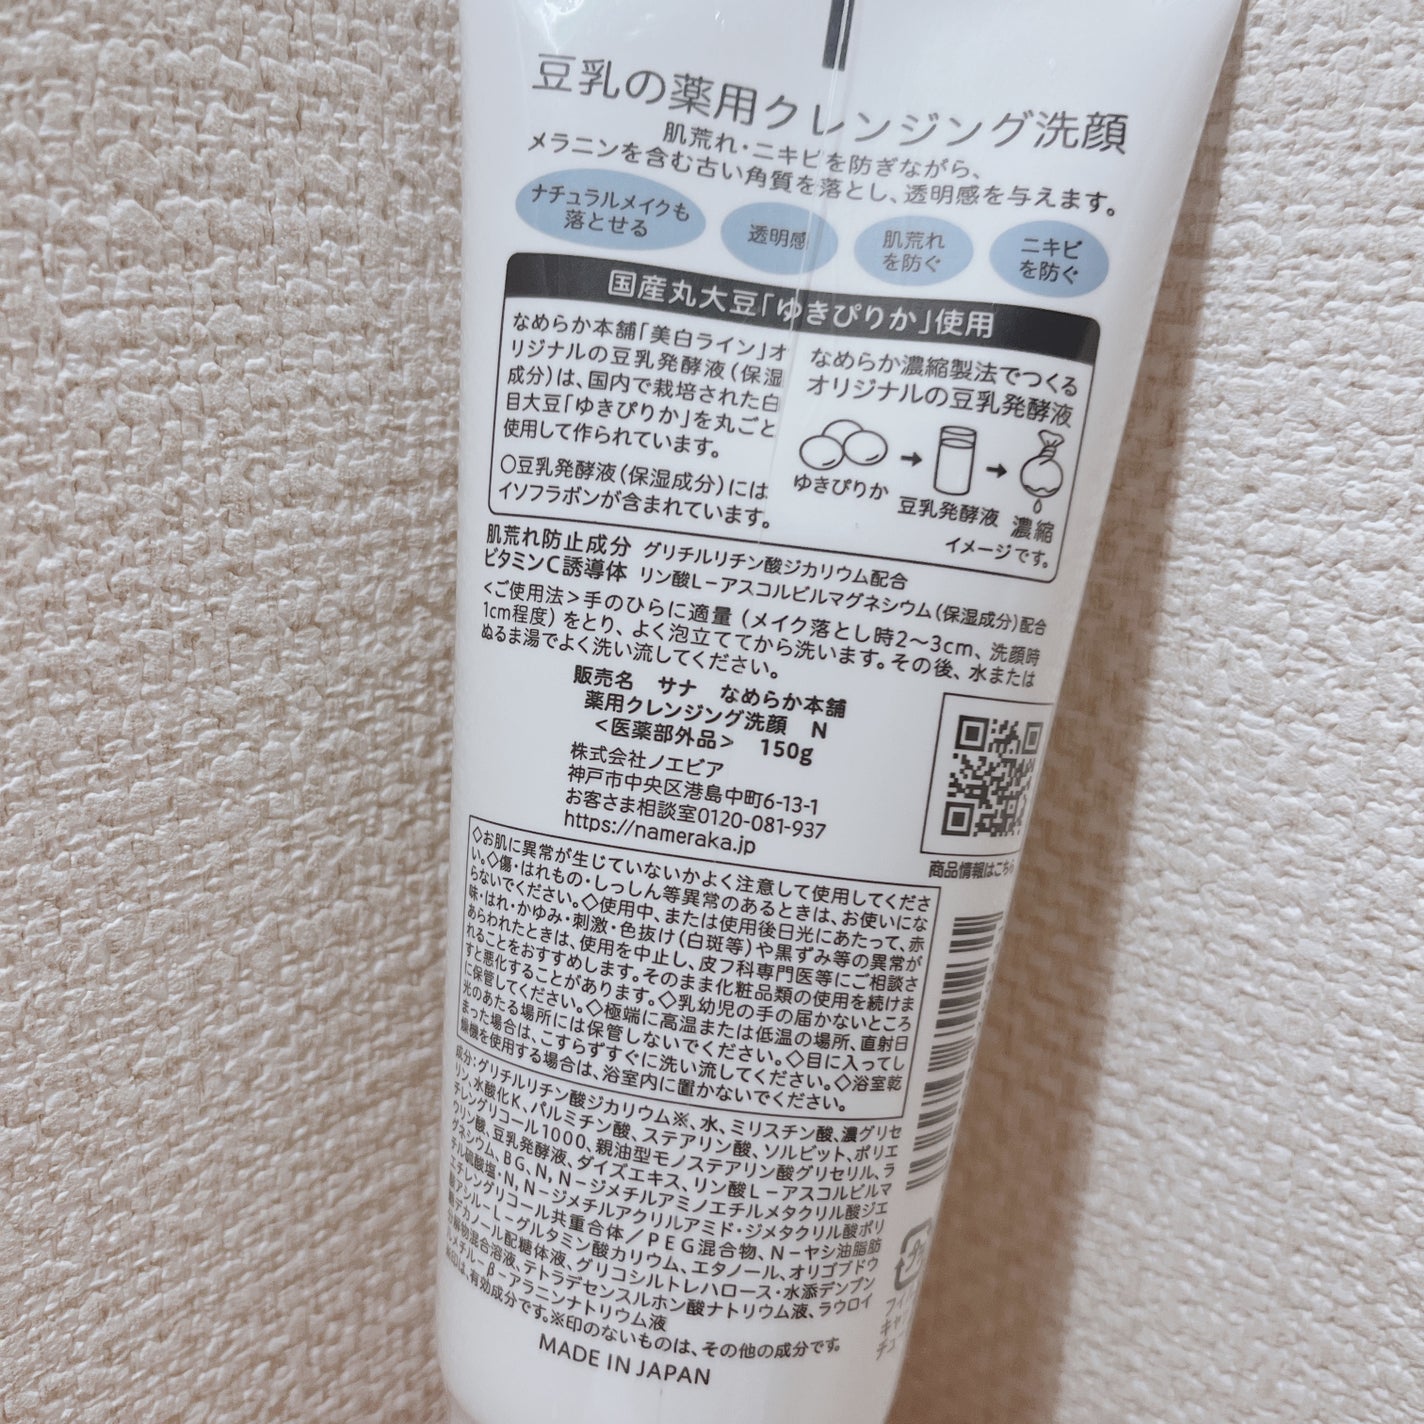 豆乳の薬用クレンジング洗顔
肌荒れ・ニキビを防ぎながら、
メラニンを含む古い角質を落とし、透明感を与えます。
ナチュラルメイクも
落とせる
透明感
肌荒れ
を防ぐ
ニキビ
を防ぐ
国産丸大豆「ゆきぴりか」使用
なめらか本舗「美白ライン」オ
リジナルの豆乳発酵液(保湿
成分)は、国内で栽培された白
目大豆「ゆきぴりか」を丸ごと
使用して作られています。
○豆乳発酵液(保湿成分)には
イソフラボンが含まれています。
なめらか濃縮製法でつくる
オリジナルの豆乳発酵液
ゆきぴりか
豆乳発酵液
濃縮
イメージです。
肌荒れ防止成分 グリチルリチン酸ジカリウム配合
ビタミンC誘導体 リン酸L-アスコルビルマグネシウム(保湿成分)配合
<ご使用法>手のひらに適量(メイク落とし時2~3cm、洗顔時
1cm程度)をとり、よく泡立ててから洗います。その後、水または
ぬるま湯でよく洗い流してください。
販売名 サナ なめらか本舗
薬用クレンジング洗顔 N
<医薬部外品> 150g
株式会社ノエビア
神戸市中央区港島中町6-13-1
お客さま相談室0120-081-937
https://nameraka.jp
商品情報はこちら
◇お肌に異常が生じていないかよく注意して使用してくださ
い。◇傷・はれもの・しっしん等異常のあるときは、お使いにな
らないでください。◇使用中、または使用後日光にあたって、赤
味・はれ・かゆみ・刺激・色抜け(白斑等)や黒ずみ等の異常が
あらわれたときは、使用を中止し、皮フ科専門医等にご相談さ
れることをおすすめします。そのまま化粧品類の使用を続けま
すと悪化することがあります。◇乳幼児の手の届かないところ
に保管してください。◇極端に高温または低温の場所、直射日
光のあたる場所には保管しないでください。◇目に入ってし
まった場合は、こすらずすぐに洗い流してください。◇浴室乾
燥機を使用する場合は、浴室内に置かないでください。
成分:グリチルリチン酸ジカリウム※、水、ミリスチン酸、濃グリセ
リン、水酸化K、パルミチン酸、ステアリン酸、ソルビット、ポリエ
チレングリコール1000、親油型モノステアリン酸グリセリル、ラ
ウリン酸、豆乳発酵液、ダイズエキス、リン酸L-アスコルビルマ
グネシウム、BG、N,N-ジメチルアミノエチルメタクリル酸ジエ
チル硫酸塩・N,N-ジメチルアクリルアミド・ジメタクリル酸ポリ
エチレングリコール共重合体/PEG混合物、N-ヤシ油脂肪
酸アシル-L-グルタミン酸カリウム、エタノール、オリゴブドウ
糖デカノール配糖体液、グリコシルトレハロース・水添デンプン
分解物混合溶液、テトラデセンスルホン酸ナトリウム液、ラウロイ
ルメチル-β-アラニンナトリウム液
※印は、有効成分です。※印のないものは、その他の成分です。
MADE IN JAPAN